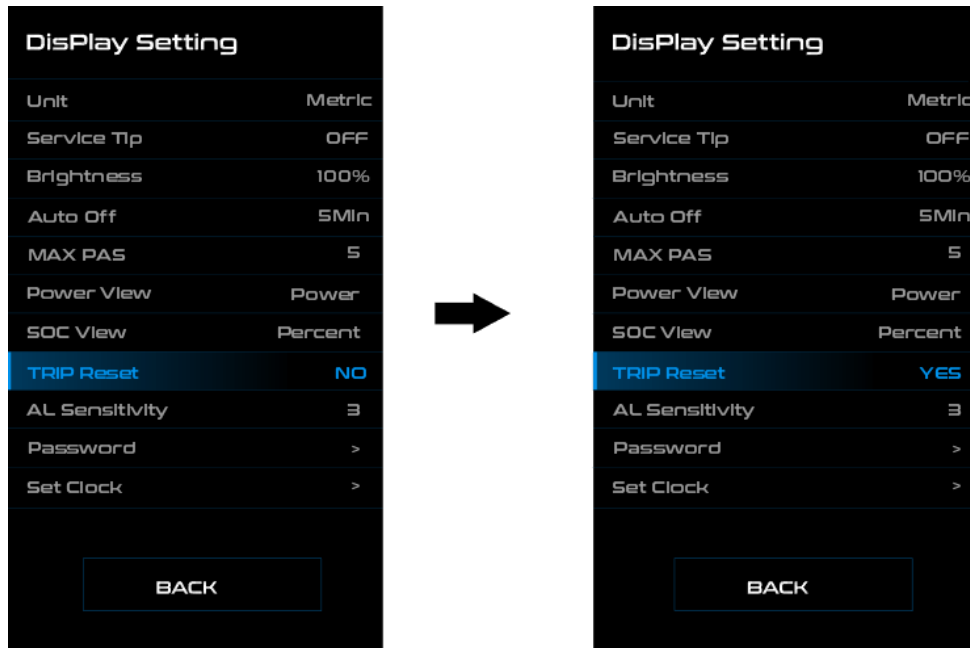 DisPlay Setting
Unit Metric
Service Tip OFF
Brightness 100%
Auto Off 5Min
MAX PAS 5
Power View Power
SOC View Percent
TRIP Reset NO
AL Sensitivity 3
Password >
Set Clock >
BACK
DisPlay Setting
Unit Metric
Service Tip OFF
Brightness 100%
Auto Off 5Min
MAX PAS 5
Power View Power
SOC View Percent
TRIP Reset YES
AL Sensitivity 3
Password >
Set Clock >
BACK